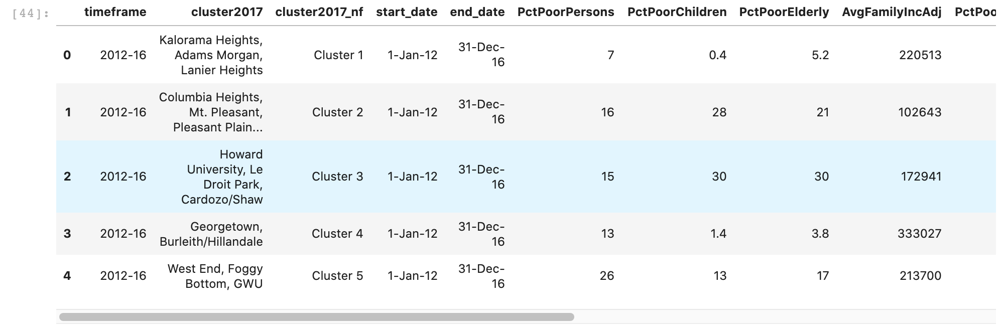 [44]:
timeframe cluster2017 cluster2017_nf start_date end_date PctPoorPersons PctPoorChildren PctPoorElderly AvgFamilyIncAdj PctPoo
Kalorama Heights,
Adams Morgan,
Lanier Heights
0 2012-16 Cluster 1 1-Jan-12 31-Dec-
16 7 0.4 5.2 220513
Columbia Heights,
Mt. Pleasant,
Pleasant Plain...
1 2012-16 Cluster 2 1-Jan-12 31-Dec-
16 16 28 21 102643
Howard
University, Le
Droit Park,
Cardozo/Shaw
2 2012-16 Cluster 3 1-Jan-12 31-Dec-
16 15 30 30 172941
Georgetown,
Burleith/Hillandale
3 2012-16 Cluster 4 1-Jan-12 31-Dec-
16 13 1.4 3.8 333027
West End, Foggy
Bottom, GWU
4 2012-16 Cluster 5 1-Jan-12 31-Dec-
16 26 13 17 213700